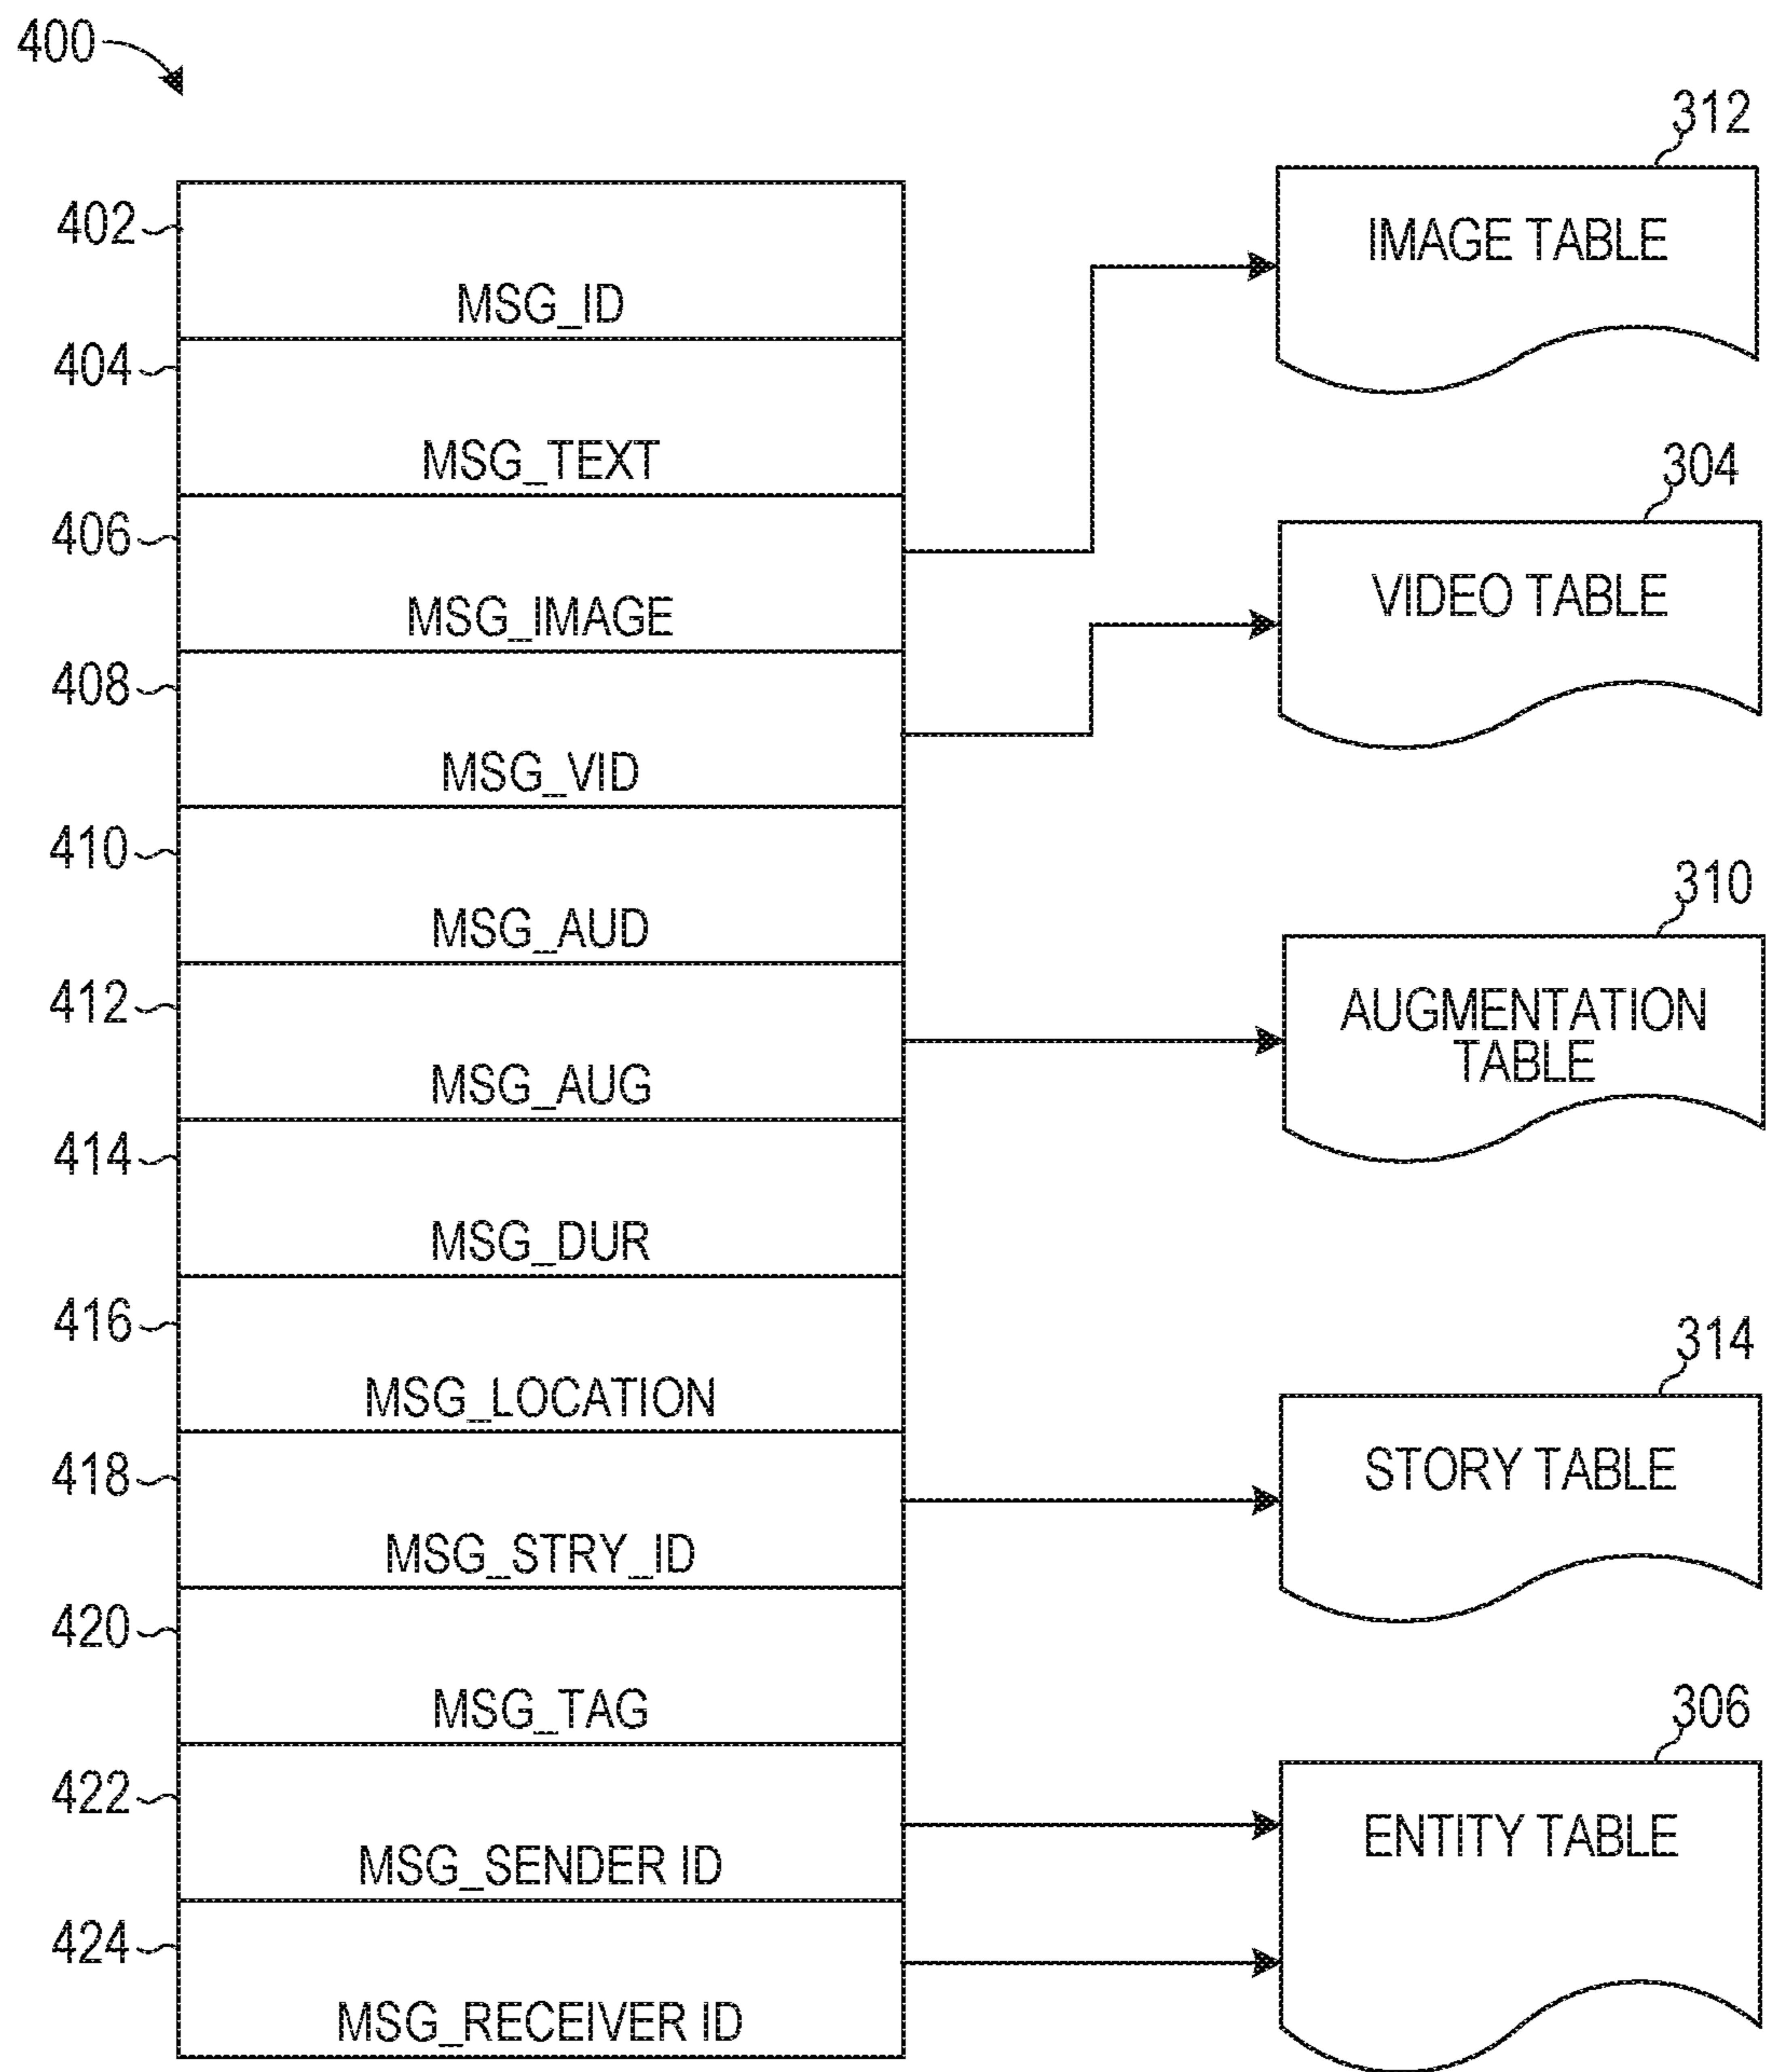 400
312
402
IMAGE TABLE
MSG_ID
404
MSG_TEXT
304
406
VIDEO TABLE
MSG_IMAGE
408
MSG_VID
410
310
MSG_AUD
412
AUGMENTATION
TABLE
MSG_AUG
414
MSG_DUR
416
314
MSG_LOCATION
418
STORY TABLE
MSG_STRY_ID
420
MSG_TAG
306
422
ENTITY TABLE
MSG_SENDER ID
424
MSG_RECEIVER ID